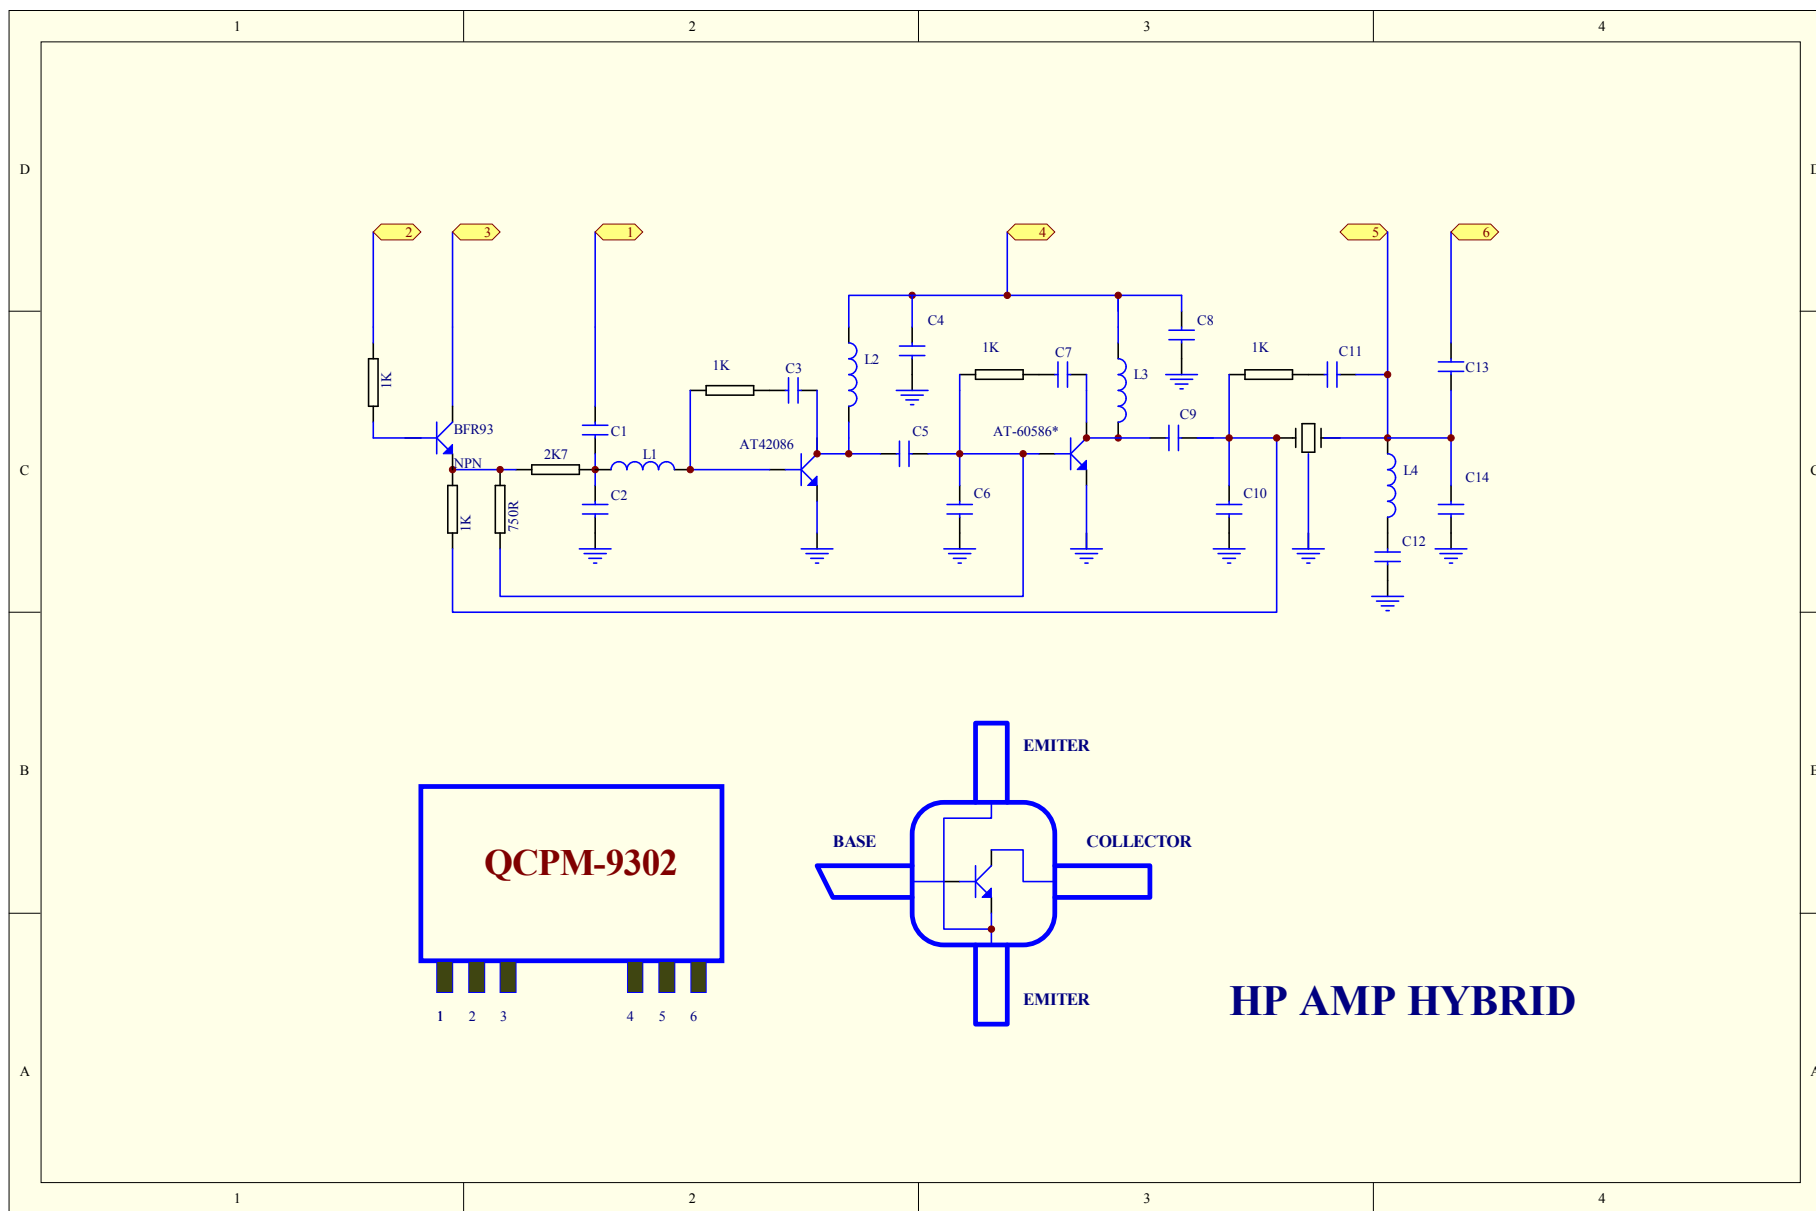 1 2 3 4
D D
2 3 1 4 5 6
C4 C8
1K 1K C7 1K C11
L2 L3 C13
1K 1K C3
BFR93 C1 AT42086 C5 AT-60586* C9
NPN 2K7 L1 L4
C C
1K 750R C2 C6 C10 C14
C12
EMITER
B
BASE COLLECTOR
QCPM-9302
EMITER
HP AMP HYBRID
1 2 3 4 5 6
A
1 2 3 4